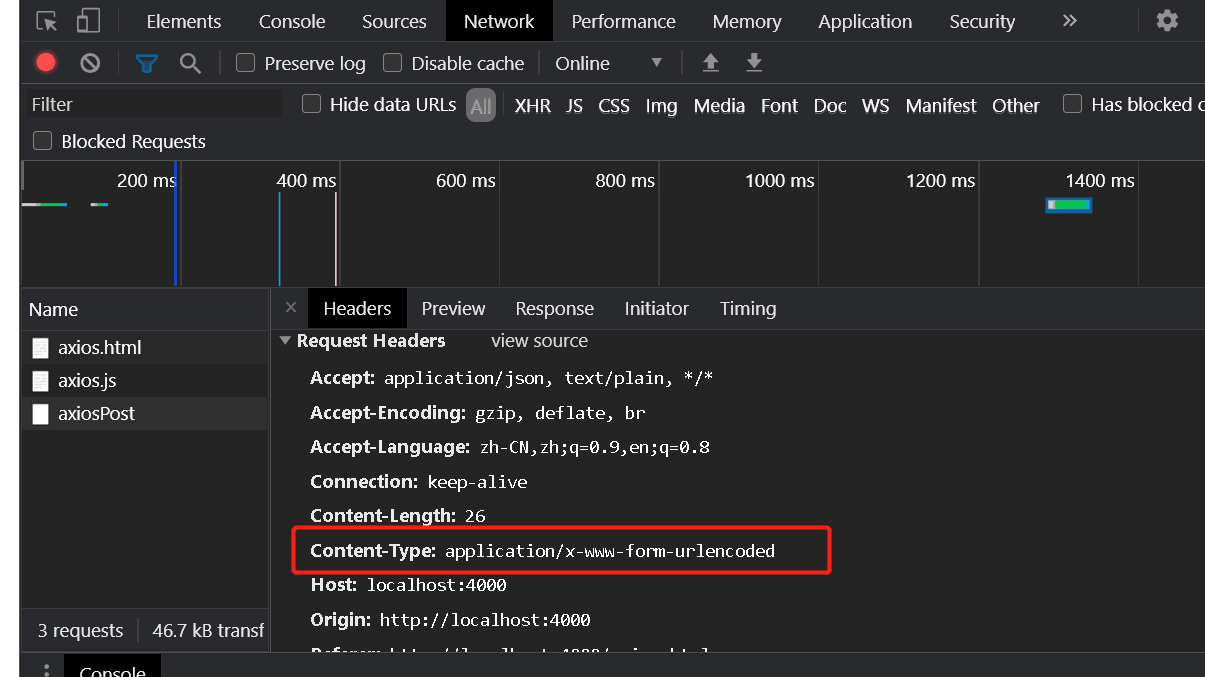 Elements Console Sources Network Performance Memory Application Security »
Preserve log Disable cache Online
Filter Hide data URLs All XHR JS CSS Img Media Font Doc WS Manifest Other Has blocked c
Blocked Requests
200 ms 400 ms 600 ms 800 ms 1000 ms 1200 ms 1400 ms
Name
axios.html
axios.js
axiosPost
3 requests 46.7 kB transf
× Headers Preview Response Initiator Timing
Request Headers view source
Accept: application/json, text/plain, */*
Accept-Encoding: gzip, deflate, br
Accept-Language: zh-CN,zh;q=0.9,en;q=0.8
Connection: keep-alive
Content-Length: 26
Content-Type: application/x-www-form-urlencoded
Host: localhost:4000
Origin: http://localhost:4000
Console